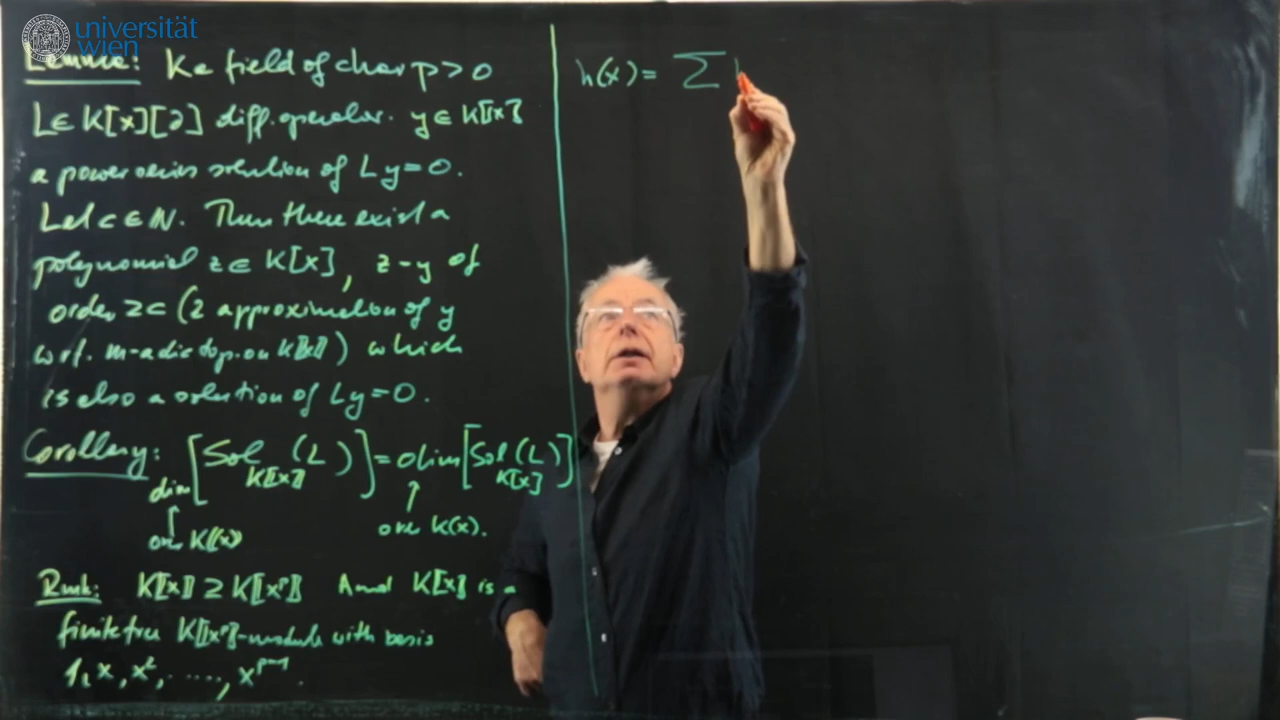 universität
wien
Lemma: K a field of char p > 0
L ∈ K[x][∂] diff. operator. y ∈ K[[x]]
a power series solution of Ly = 0.
Let c ∈ ℕ. Then there exist a
polynomial z ∈ K[x], z - y of
order ≥ c (z approximation of y
w.r.t. m-adic top. on K[[x]]) which
is also a solution of Ly = 0.
Corollary: dim [Sol K[[x]] (L)] = dim [Sol K[x] (L)]
over K((x)) over K(x).
Rmk: K[[x]] ⊇ K[[x^p]] And K[[x]] is a
finite free K[[x^p]]-module with basis
1, x, x², ....., x^{p-1}.
h(x) = Σ